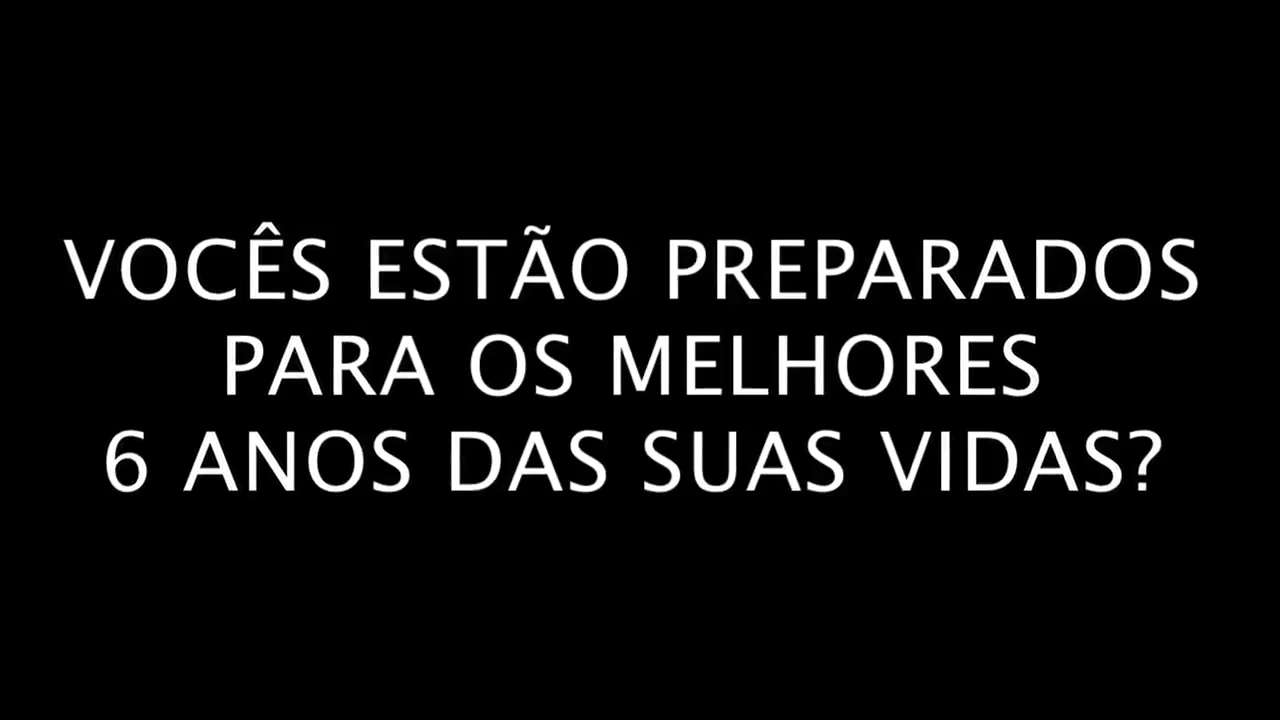 VOCÊS ESTÃO PREPARADOS
PARA OS MELHORES
6 ANOS DAS SUAS VIDAS?